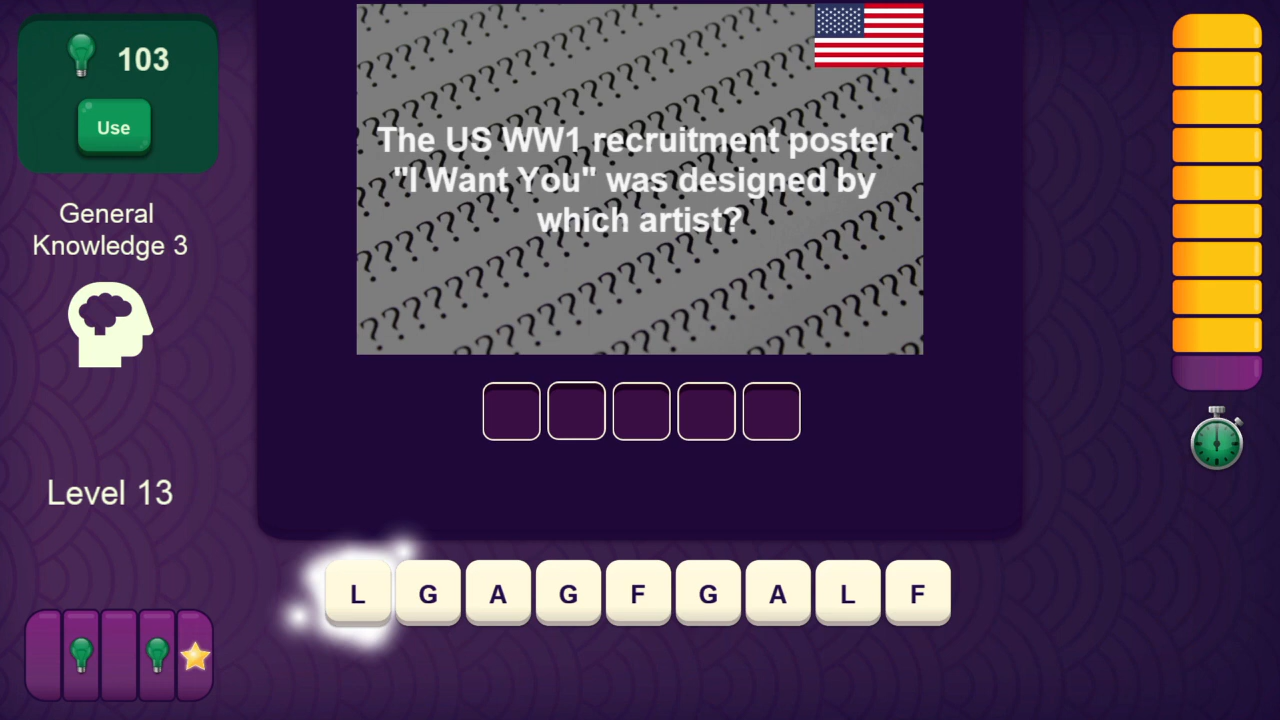 103
Use
General
Knowledge 3
Level 13
The US WW1 recruitment poster
"I Want You" was designed by
which artist?
L G A G F G A L F